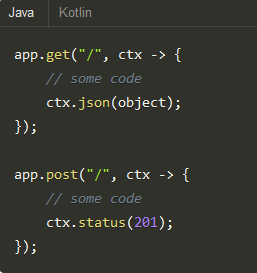 Java Kotlin
app.get("/", ctx -> {
    // some code
    ctx.json(object);
});
app.post("/", ctx -> {
    // some code
    ctx.status(201);
});